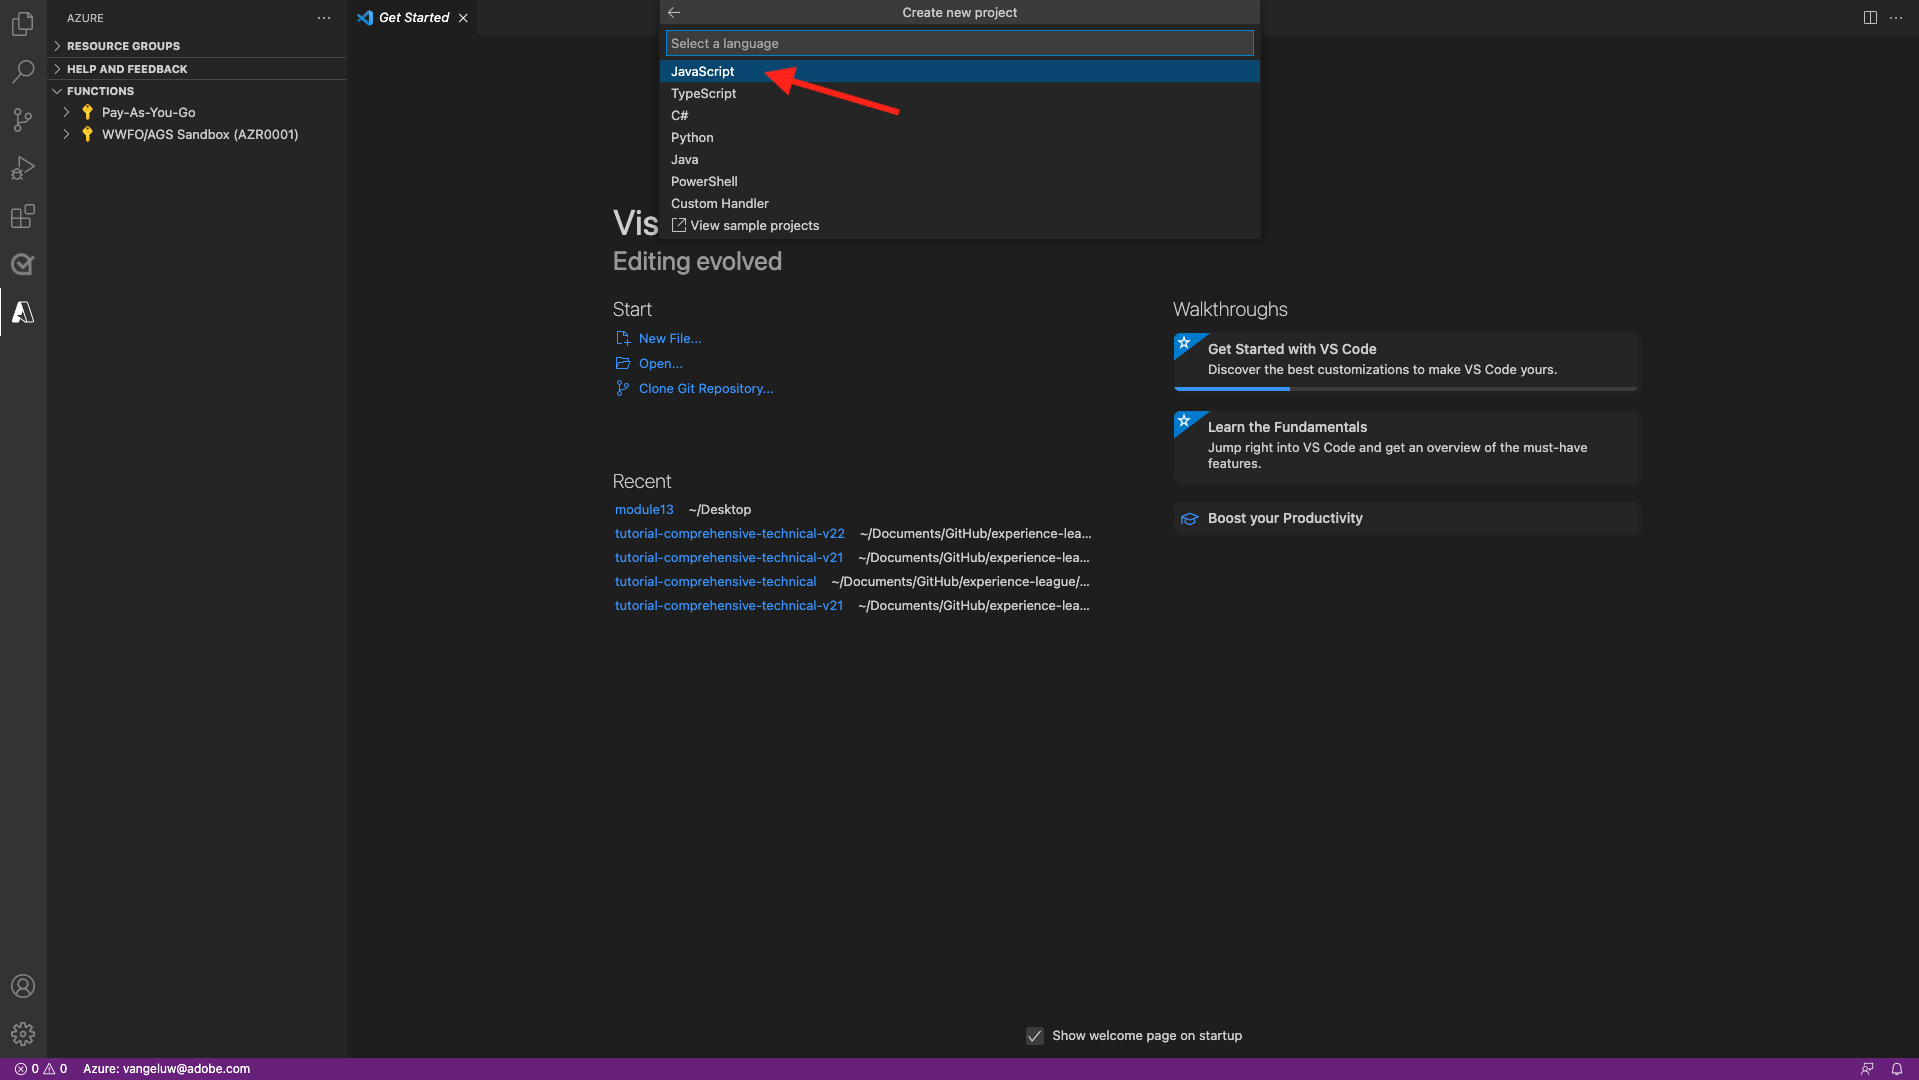 AZURE
RESOURCE GROUPS
HELP AND FEEDBACK
FUNCTIONS
Pay-As-You-Go
WWFO/AGS Sandbox (AZR0001)
Get Started
Create new project
Select a language
JavaScript
TypeScript
C#
Python
Java
PowerShell
Custom Handler
View sample projects
Vis
Editing evolved
Start
New File...
Open...
Clone Git Repository...
Recent
module13 ~/Desktop
tutorial-comprehensive-technical-v22 ~/Documents/GitHub/experience-lea...
tutorial-comprehensive-technical-v21 ~/Documents/GitHub/experience-lea...
tutorial-comprehensive-technical ~/Documents/GitHub/experience-league/...
tutorial-comprehensive-technical-v21 ~/Documents/GitHub/experience-lea...
Walkthroughs
Get Started with VS Code
Discover the best customizations to make VS Code yours.
Learn the Fundamentals
Jump right into VS Code and get an overview of the must-have
features.
Boost your Productivity
Show welcome page on startup
0 0 Azure: vangeluw@adobe.com